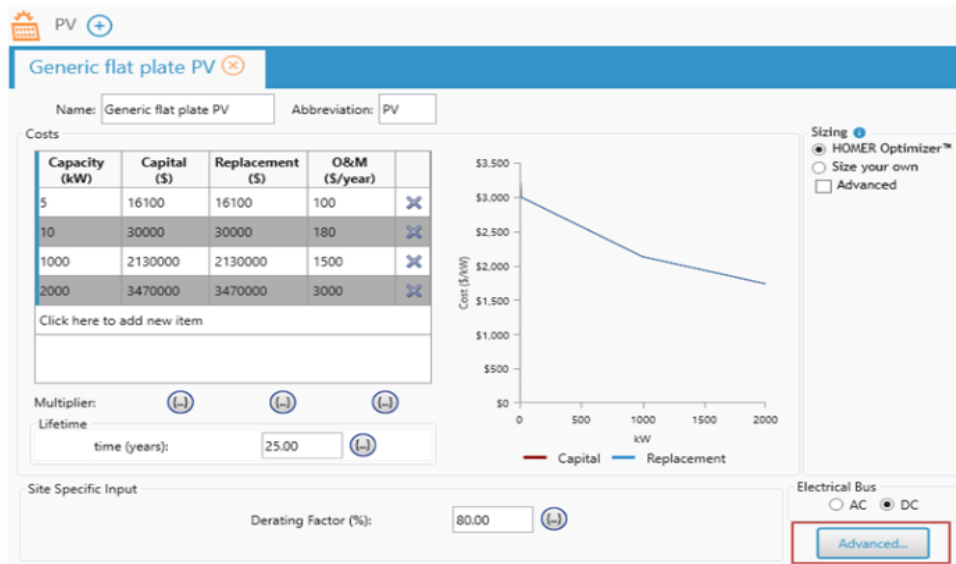 PV
Generic flat plate PV
Name: Generic flat plate PV Abbreviation: PV
Costs
Capacity (kW) Capital ($) Replacement ($) O&M ($/year)
5 16100 16100 100
10 30000 30000 180
1000 2130000 2130000 1500
2000 3470000 3470000 3000
Click here to add new item
Multiplier: (..) (..) (..)
Lifetime
time (years): 25.00 (..)
$3,500
$3,000
$2,500
$2,000
$1,500
$1,000
$500
$0
Cost ($/kW)
0 500 1000 1500 2000
kW
Capital Replacement
Sizing
HOMER Optimizer™
Size your own
Advanced
Site Specific Input
Derating Factor (%): 80.00 (..)
Electrical Bus
AC DC
Advanced...